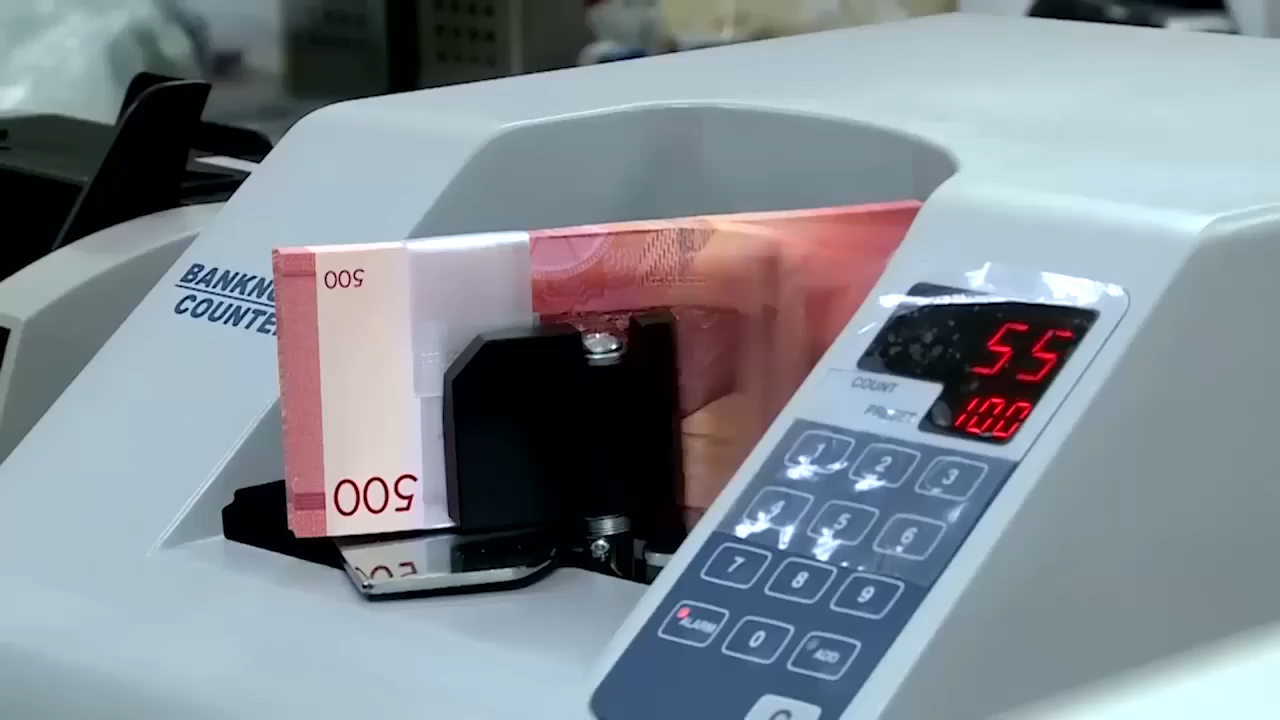 BANKN
COUNTE
500
500
55
COUNT
100
PRESET
1 2 3
4 5 6
7 8 9
ALARM 0 ADD
C